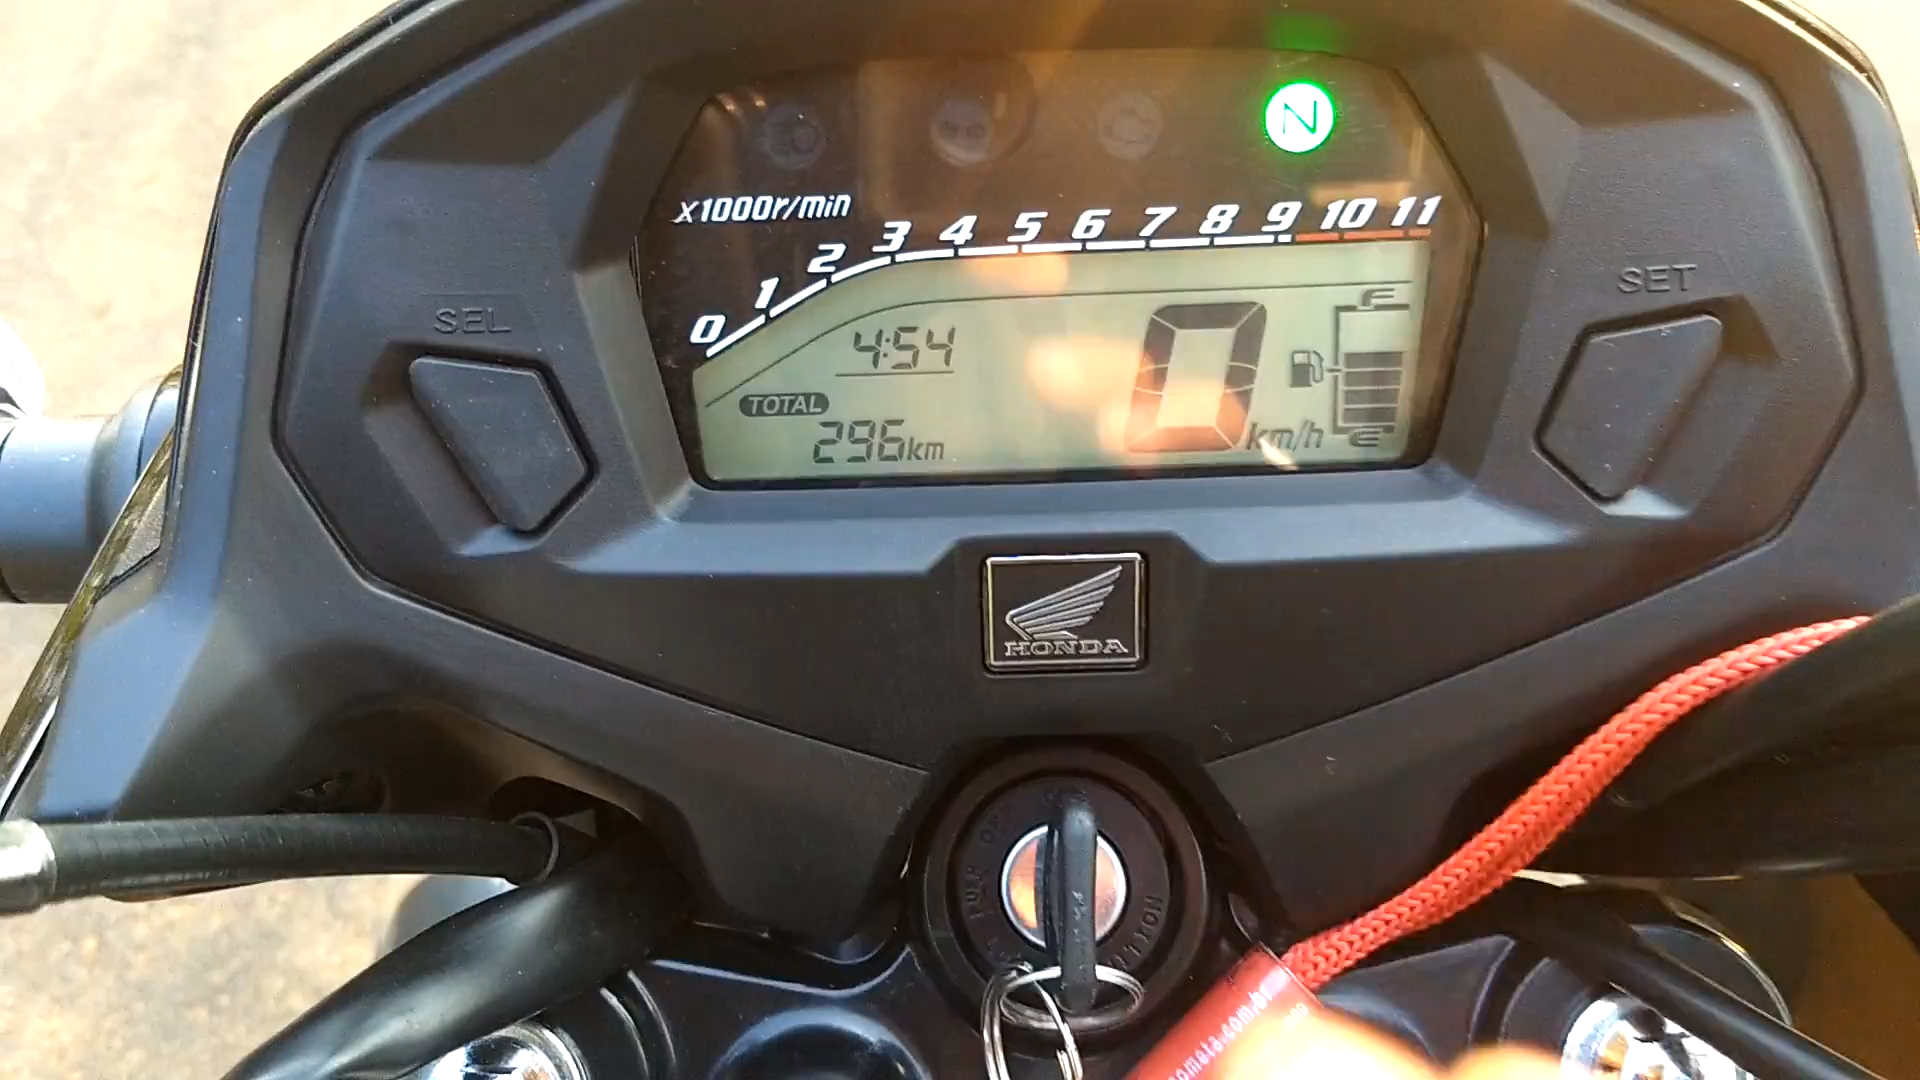 N
x1000r/min
0 1 2 3 4 5 6 7 8 9 10 11
SEL
SET
4:54
F
TOTAL
296km
0 km/h
E
HONDA
PUSH